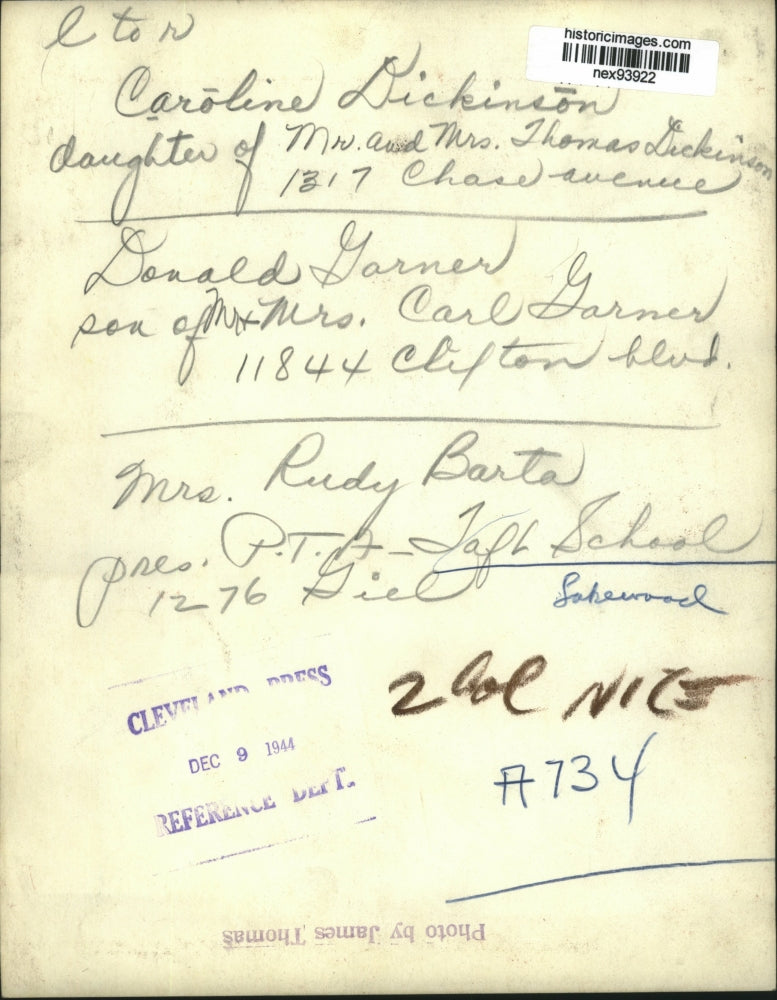 l to r
historicimages.com
nex93922
Caroline Dickinson
daughter of Mr. and Mrs. Thomas Dickinson
1317 Chase avenue
Donald Garner
son of Mr + Mrs. Carl Garner
11844 Clifton blvd.
Mrs. Rudy Barta
pres. P.T.A - Taft School
1276 Giel
Lakewood
2 Col NICE
CLEVELAND PRESS
DEC 9 1944
REFERENCE DEPT.
A734
Photo by James Thomas